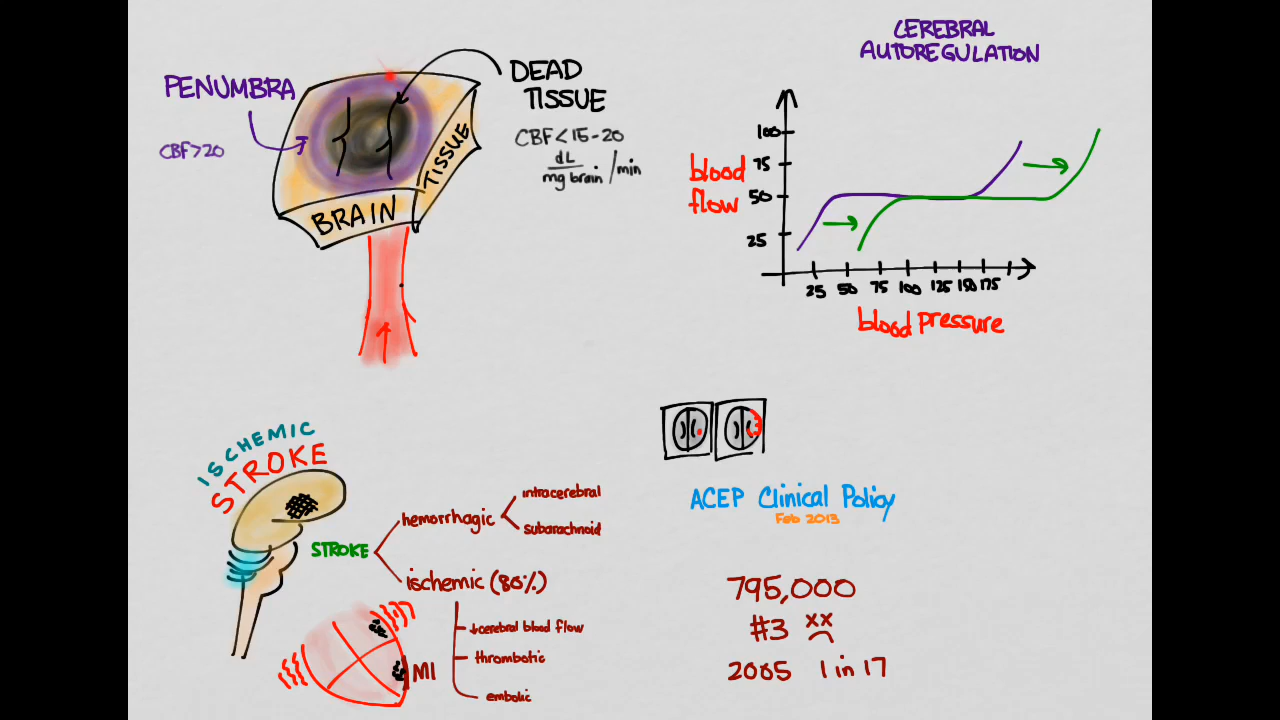 PENUMBRA
CBF>20
DEAD
TISSUE
CBF<15-20
dL
mg brain / min
BRAIN
TISSUE
CEREBRAL
AUTOREGULATION
blood
flow
100
75
50
25
25 50 75 100 125 150 175
blood pressure
ISCHEMIC
STROKE
STROKE
hemorrhagic
intracerebral
subarachnoid
ischemic (80%)
↓cerebral blood flow
thrombotic
embolic
MI
ACEP Clinical Policy
Feb 2013
795,000
#3 xx
2005 1 in 17